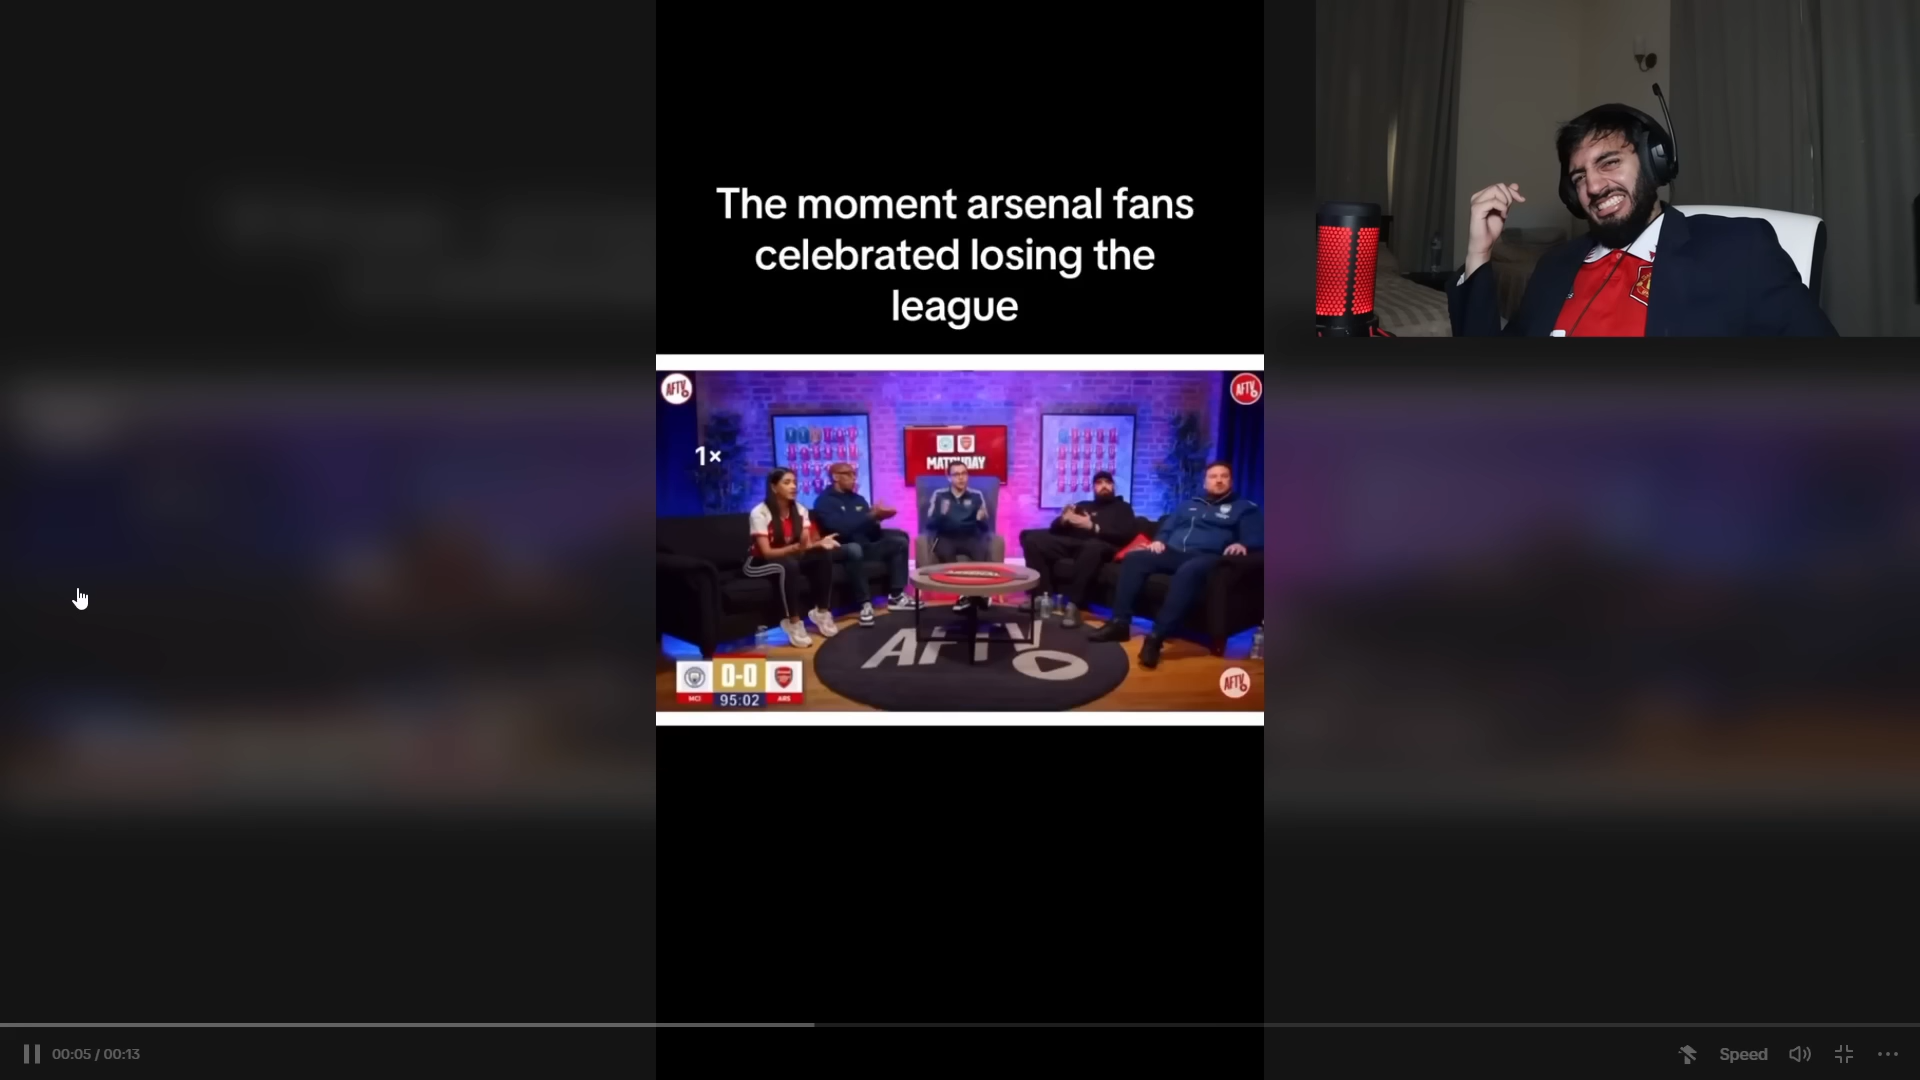 The moment arsenal fans
celebrated losing the
league
AFTV
AFTV
1×
MATCHDAY
ARSENAL
AFTV
0-0
MCI
95:02
ARS
AFTV
00:05 / 00:13
Speed